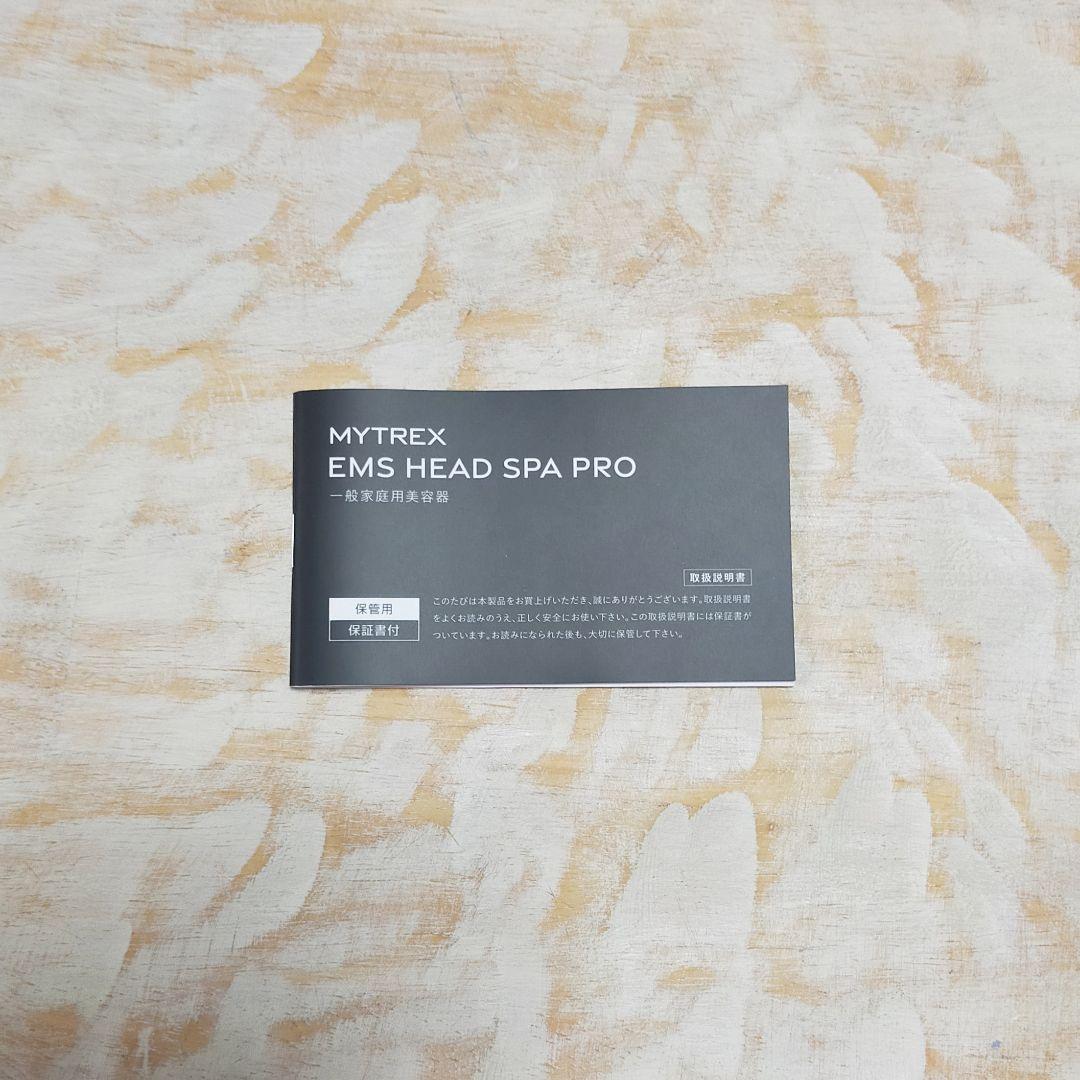 MYTREX
EMS HEAD SPA PRO
一般家庭用美容器
取扱説明書
保管用
保証書付
このたびは本製品をお買上げいただき、誠にありがとうございます。取扱説明書
をよくお読みのうえ、正しく安全にお使い下さい。この取扱説明書には保証書が
ついています。お読みになられた後も、大切に保管して下さい。